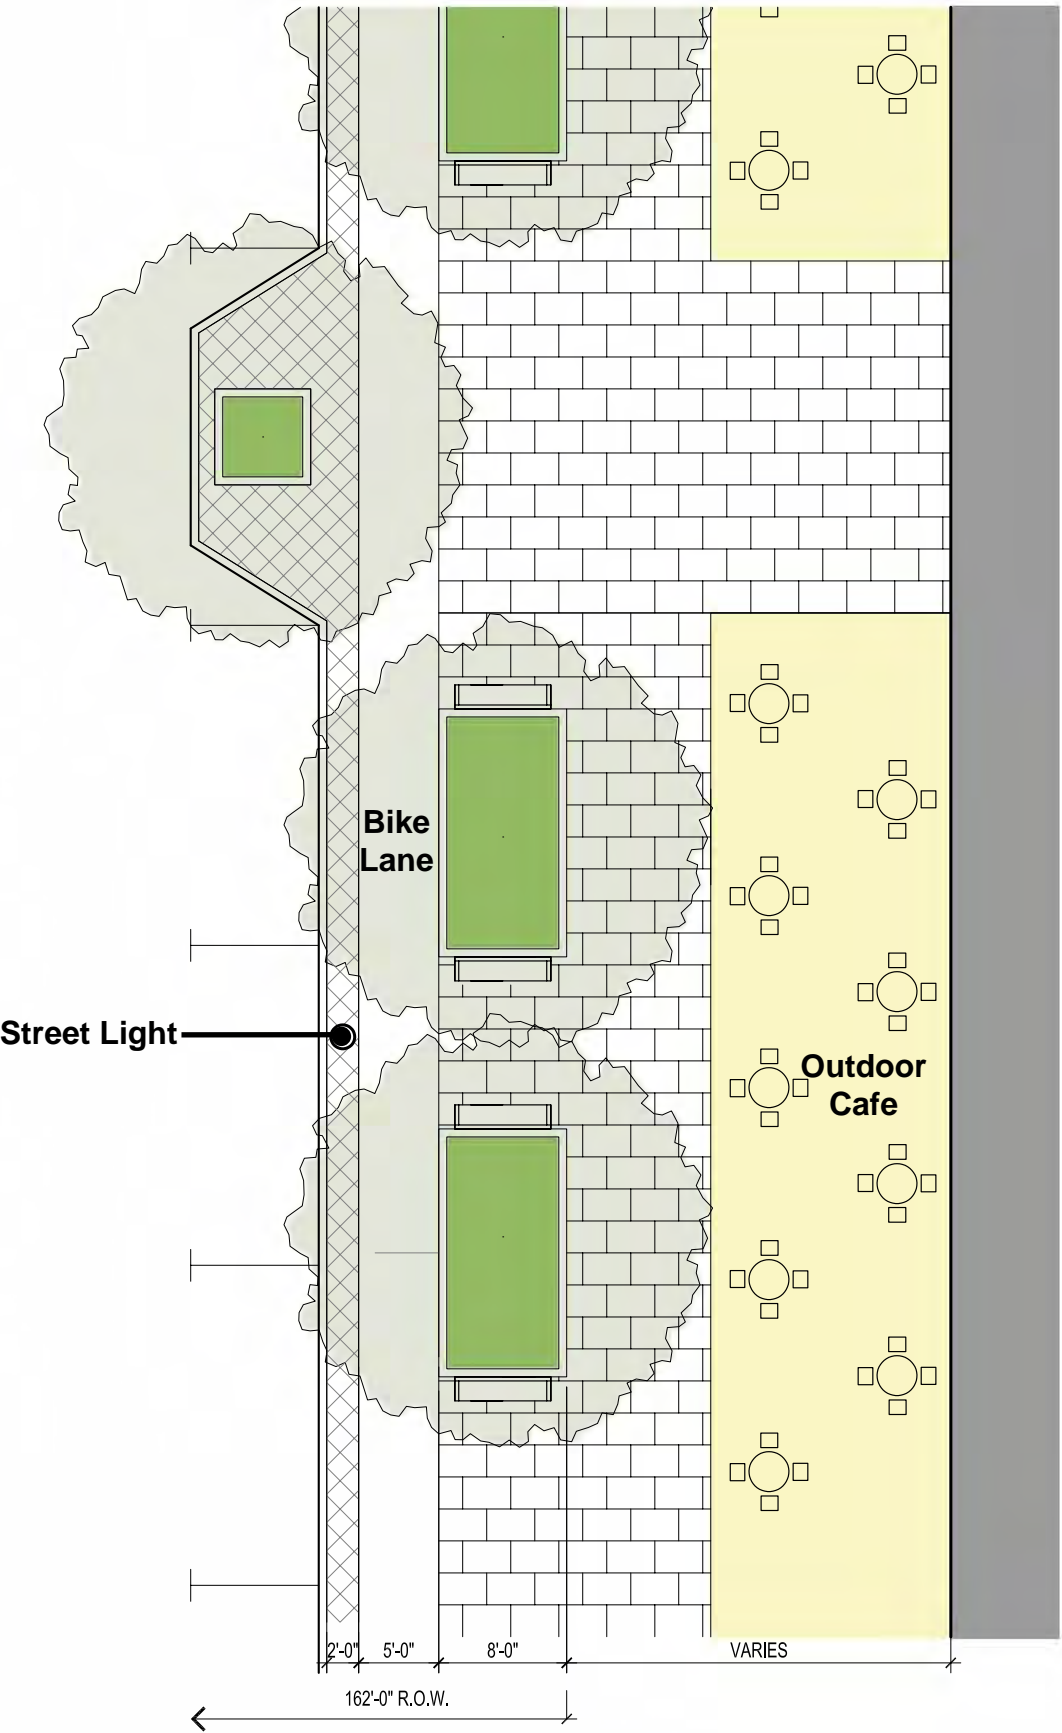 Bike
Lane
Street Light
Outdoor
Cafe
2'-0"
5'-0"
8'-0"
VARIES
162'-0" R.O.W.